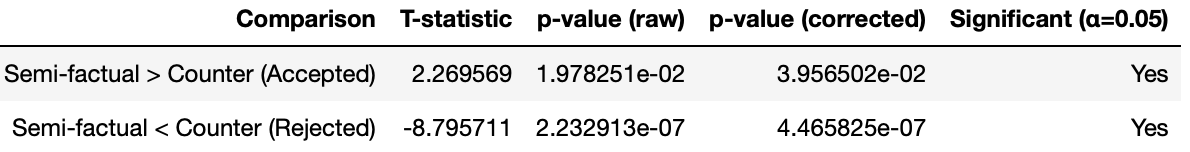 Comparison T-statistic p-value (raw) p-value (corrected) Significant (α=0.05)
Semi-factual > Counter (Accepted) 2.269569 1.978251e-02 3.956502e-02 Yes
Semi-factual < Counter (Rejected) -8.795711 2.232913e-07 4.465825e-07 Yes